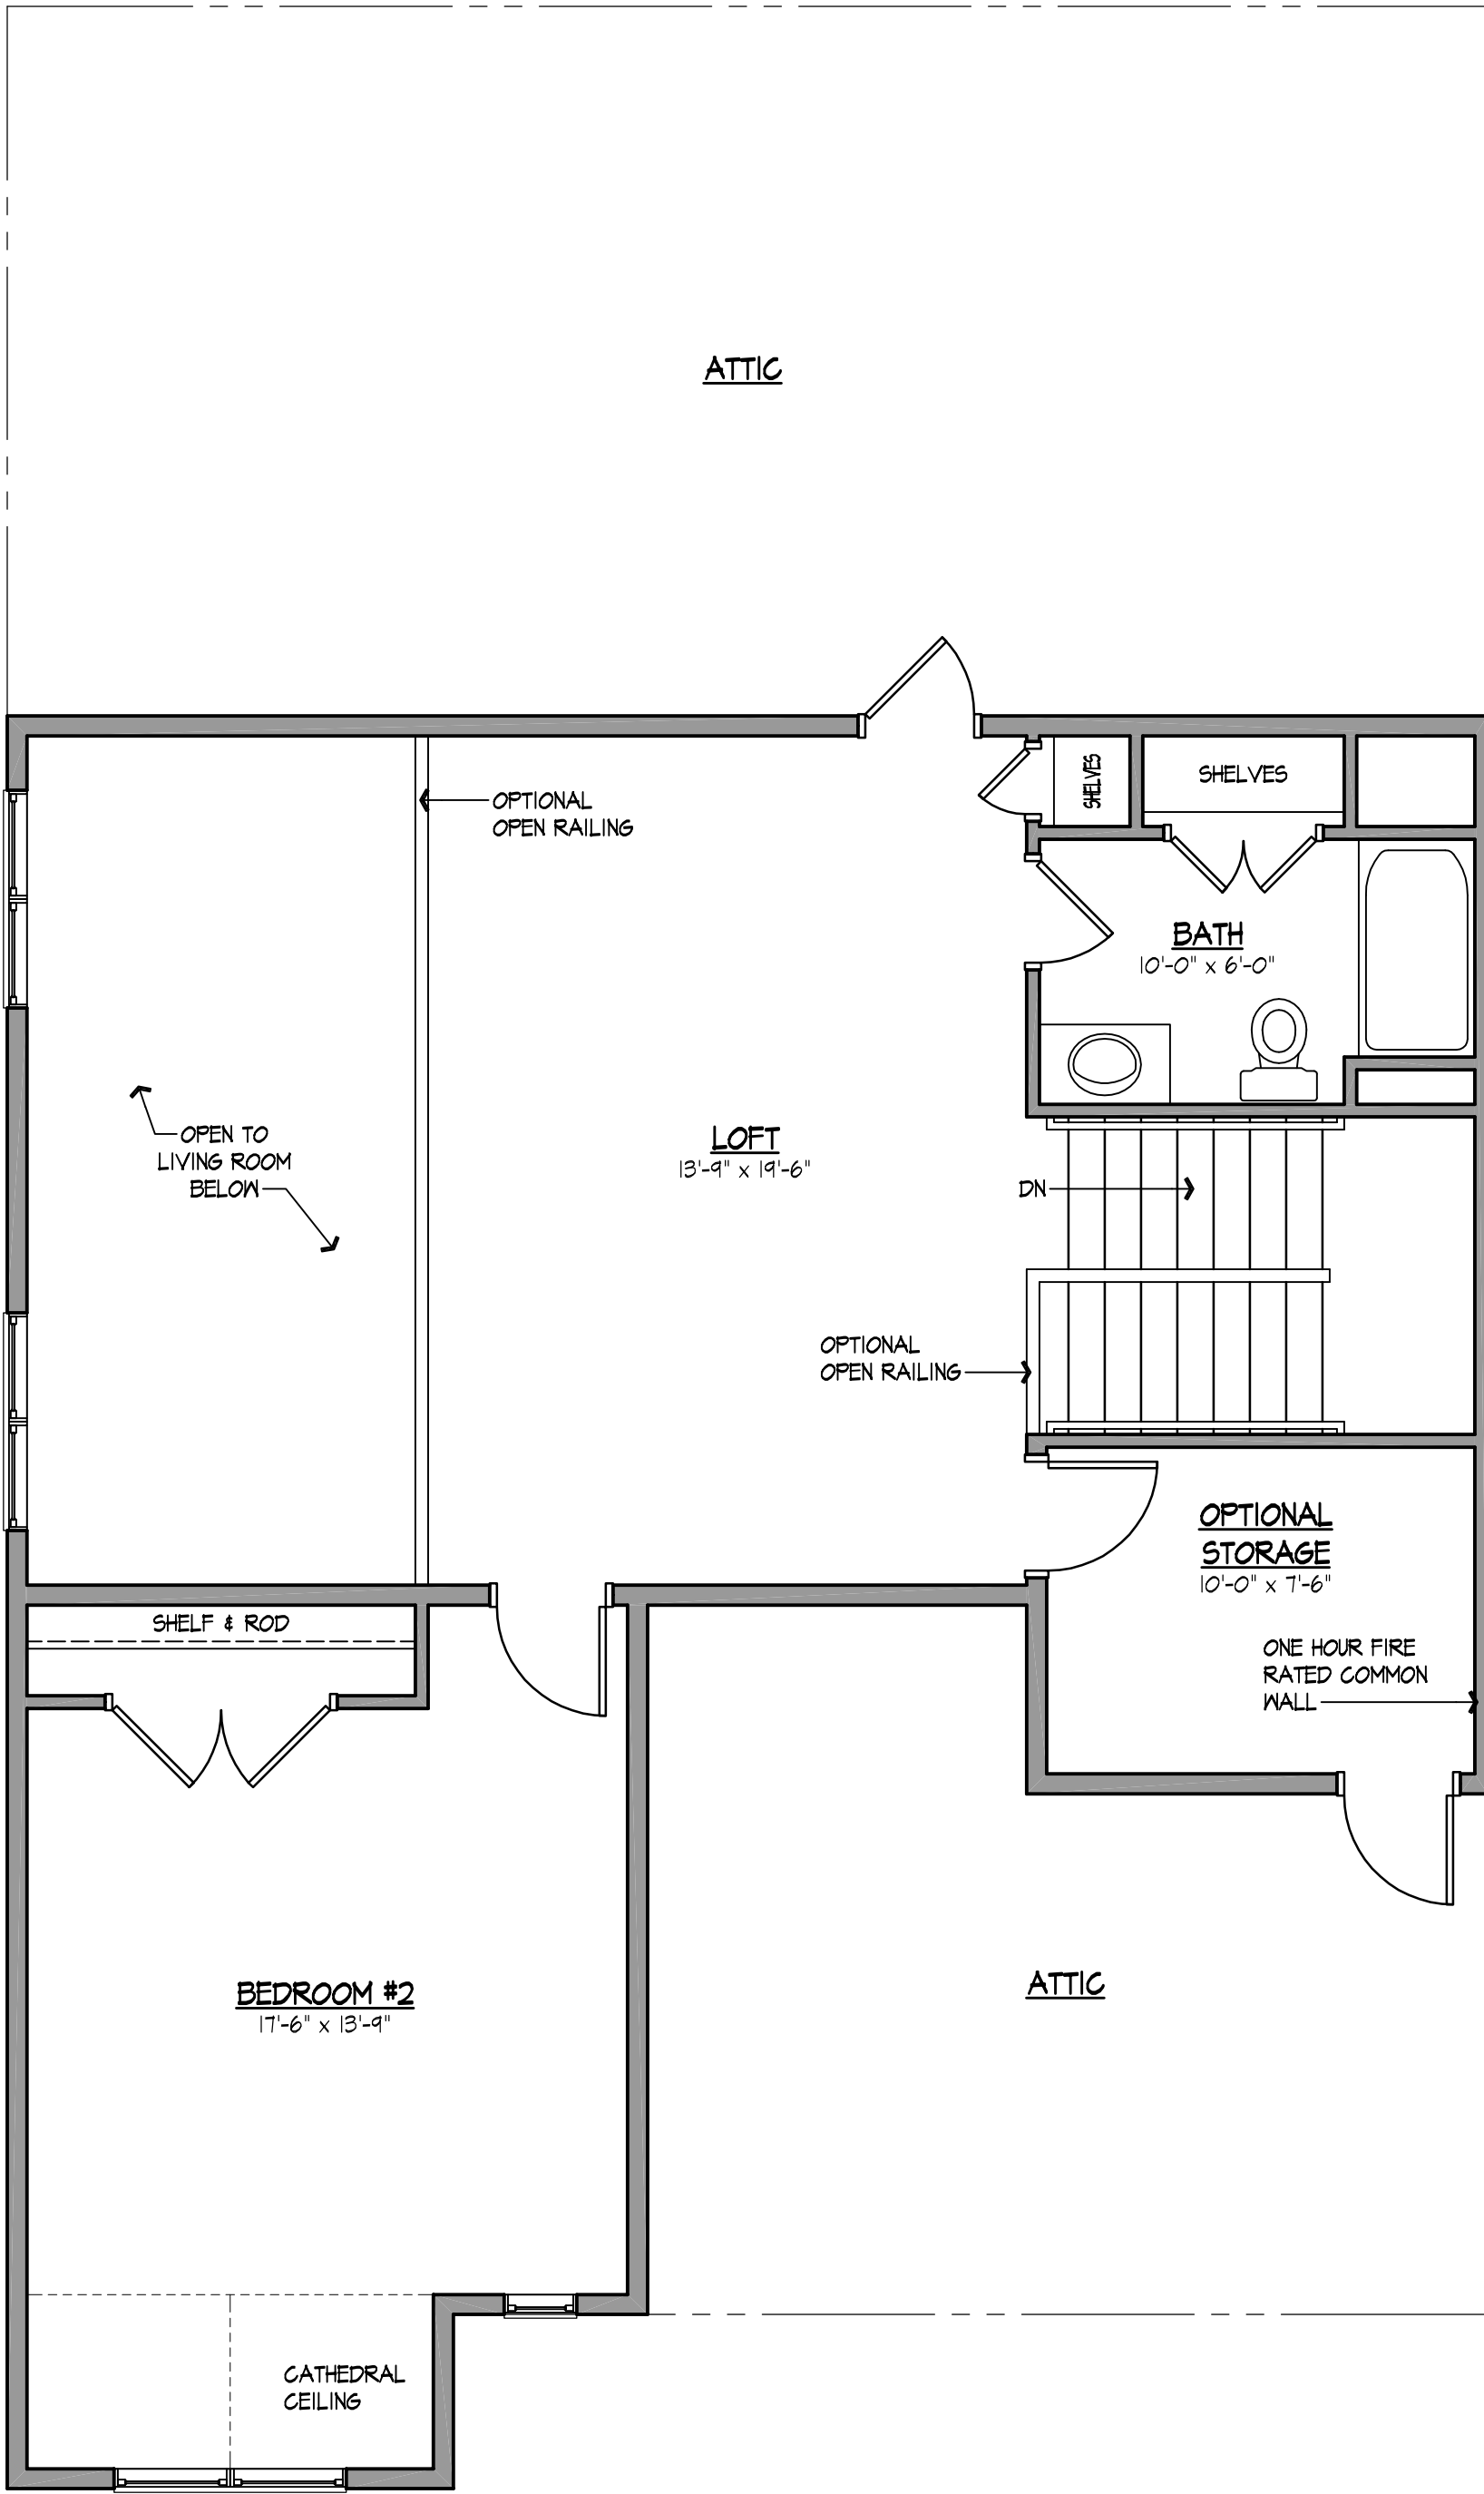 ATTIC
OPTIONAL
OPEN RAILING
SHELVES
SHELVES
BATH
10'-0" x 6'-0"
OPEN TO
LIVING ROOM
BELOW
LOFT
13'-9" x 19'-6"
DN
OPTIONAL
OPEN RAILING
OPTIONAL
STORAGE
10'-0" x 7'-6"
ONE HOUR FIRE
RATED COMMON
WALL
SHELF & ROD
BEDROOM #2
17'-6" x 13'-9"
ATTIC
CATHEDRAL
CEILING